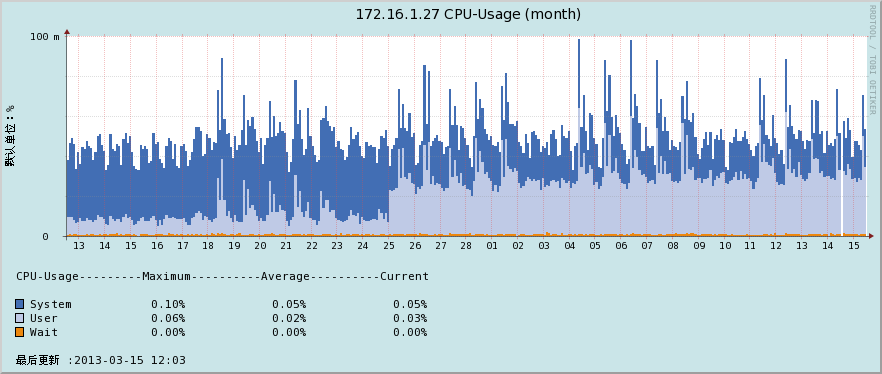 172.16.1.27 CPU-Usage (month)
RRDTOOL / TOBI OETIKER
100 m
默认单位：%
0
13 14 15 16 17 18 19 20 21 22 23 24 25 26 27 28 01 02 03 04 05 06 07 08 09 10 11 12 13 14 15
CPU-Usage---------Maximum----------Average----------Current
System 0.10% 0.05% 0.05%
User 0.06% 0.02% 0.03%
Wait 0.00% 0.00% 0.00%
最后更新 :2013-03-15 12:03